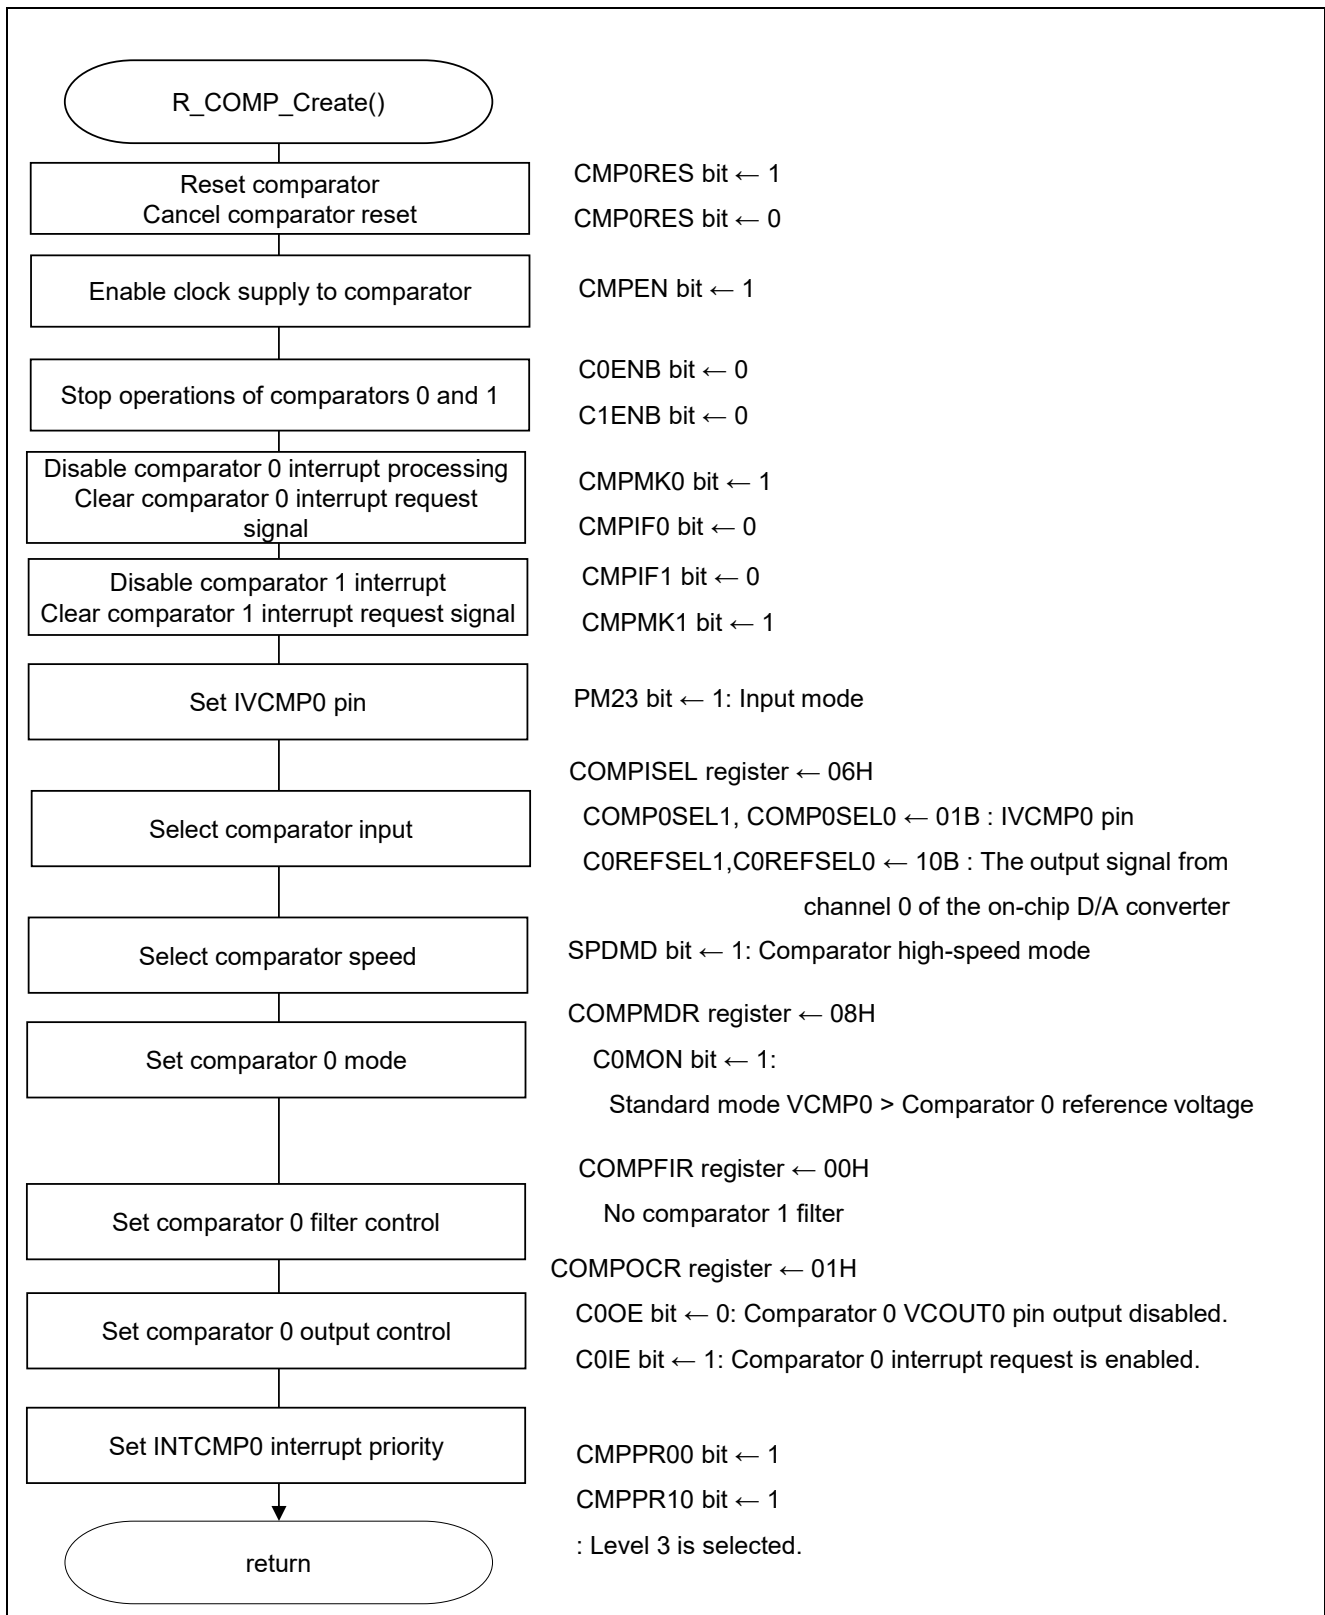 R_COMP_Create()
Reset comparator
Cancel comparator reset
CMP0RES bit ← 1
CMP0RES bit ← 0
Enable clock supply to comparator
CMPEN bit ← 1
Stop operations of comparators 0 and 1
C0ENB bit ← 0
C1ENB bit ← 0
Disable comparator 0 interrupt processing
Clear comparator 0 interrupt request
signal
CMPMK0 bit ← 1
CMPIF0 bit ← 0
Disable comparator 1 interrupt
Clear comparator 1 interrupt request signal
CMPIF1 bit ← 0
CMPMK1 bit ← 1
Set IVCMP0 pin
PM23 bit ← 1: Input mode
Select comparator input
COMPISEL register ← 06H
COMP0SEL1, COMP0SEL0 ← 01B : IVCMP0 pin
C0REFSEL1,C0REFSEL0 ← 10B : The output signal from
channel 0 of the on-chip D/A converter
Select comparator speed
SPDMD bit ← 1: Comparator high-speed mode
Set comparator 0 mode
COMPMDR register ← 08H
C0MON bit ← 1:
Standard mode VCMP0 > Comparator 0 reference voltage
Set comparator 0 filter control
COMPFIR register ← 00H
No comparator 1 filter
Set comparator 0 output control
COMPOCR register ← 01H
C0OE bit ← 0: Comparator 0 VCOUT0 pin output disabled.
C0IE bit ← 1: Comparator 0 interrupt request is enabled.
Set INTCMP0 interrupt priority
CMPPR00 bit ← 1
CMPPR10 bit ← 1
: Level 3 is selected.
return